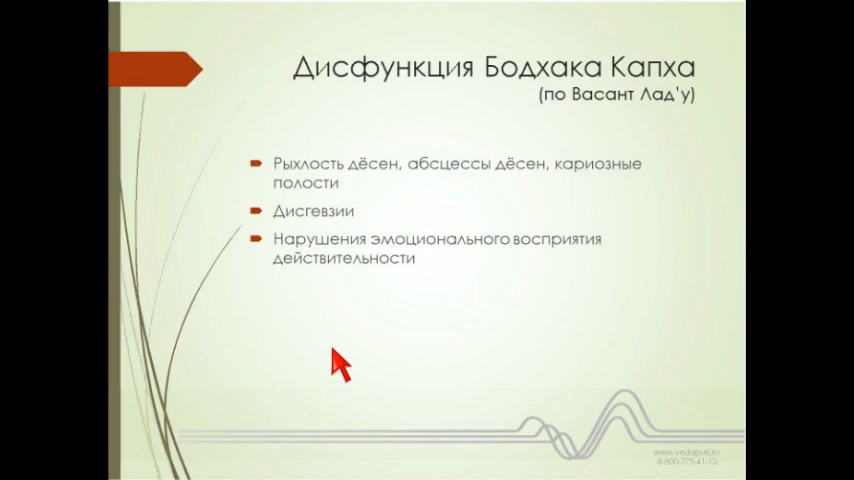 Дисфункция Бодхака Капха
(по Васант Лад'у)
Рыхлость дёсен, абсцессы дёсен, кариозные
полости
Дисгевзии
Нарушения эмоционального восприятия
действительности
www.vedapuls.ru
8-800-775-41-13